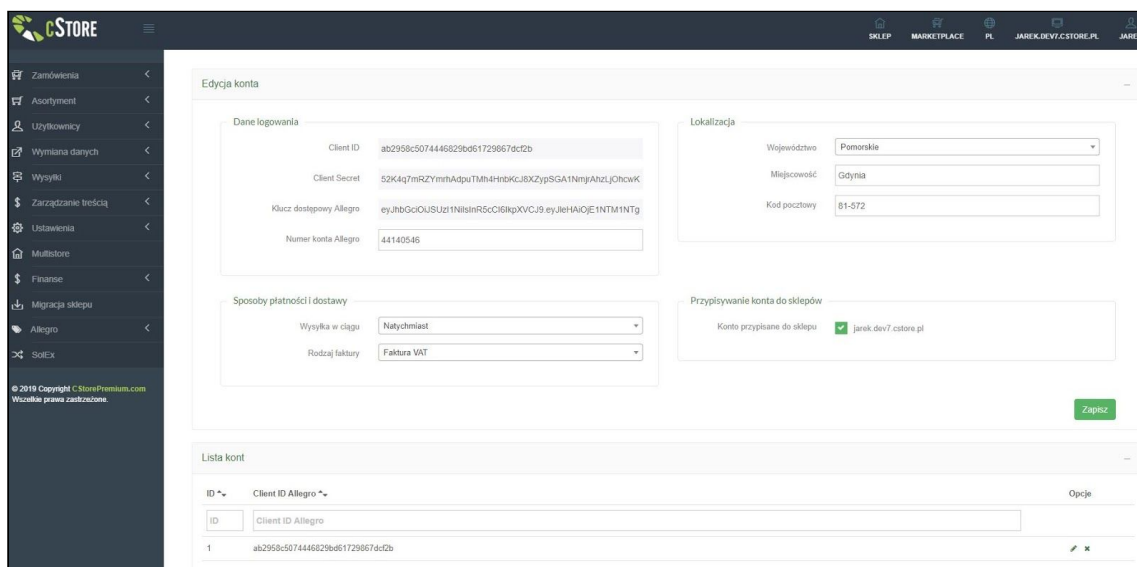 CSTORE
SKLEP
MARKETPLACE
PL
JAREK.DEV7.CSTORE.PL
JARE
Zamówienia
Asortyment
Użytkownicy
Wymiana danych
Wysyłki
Zarządzanie treścią
Ustawienia
Multistore
Finanse
Migracja sklepu
Allegro
SolEx
© 2019 Copyright CStorePremium.com
Wszelkie prawa zastrzeżone.
Edycja konta
Dane logowania
Client ID ab2958c5074446829bd61729867dcf2b
Client Secret
Klucz dostępowy Allegro
Numer konta Allegro 44140546
Lokalizacja
Województwo Pomorskie
Miejscowość Gdynia
Kod pocztowy 81-572
Sposoby płatności i dostawy
Wysyłka w ciągu Natychmiast
Rodzaj faktury Faktura VAT
Przypisywanie konta do sklepów
Konto przypisane do sklepu jarek.dev7.cstore.pl
Zapisz
Lista kont
ID Client ID Allegro Opcje
ID Client ID Allegro
1 ab2958c5074446829bd61729867dcf2b